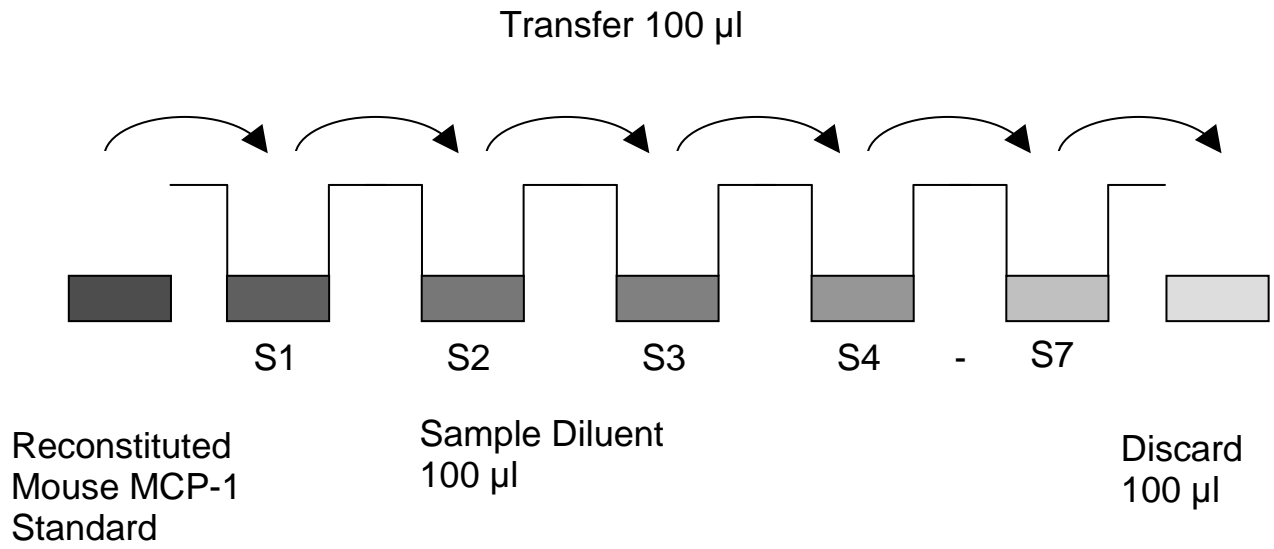 Transfer 100 µl
S1 S2 S3 S4 - S7
Reconstituted
Mouse MCP-1
Standard
Sample Diluent
100 µl
Discard
100 µl